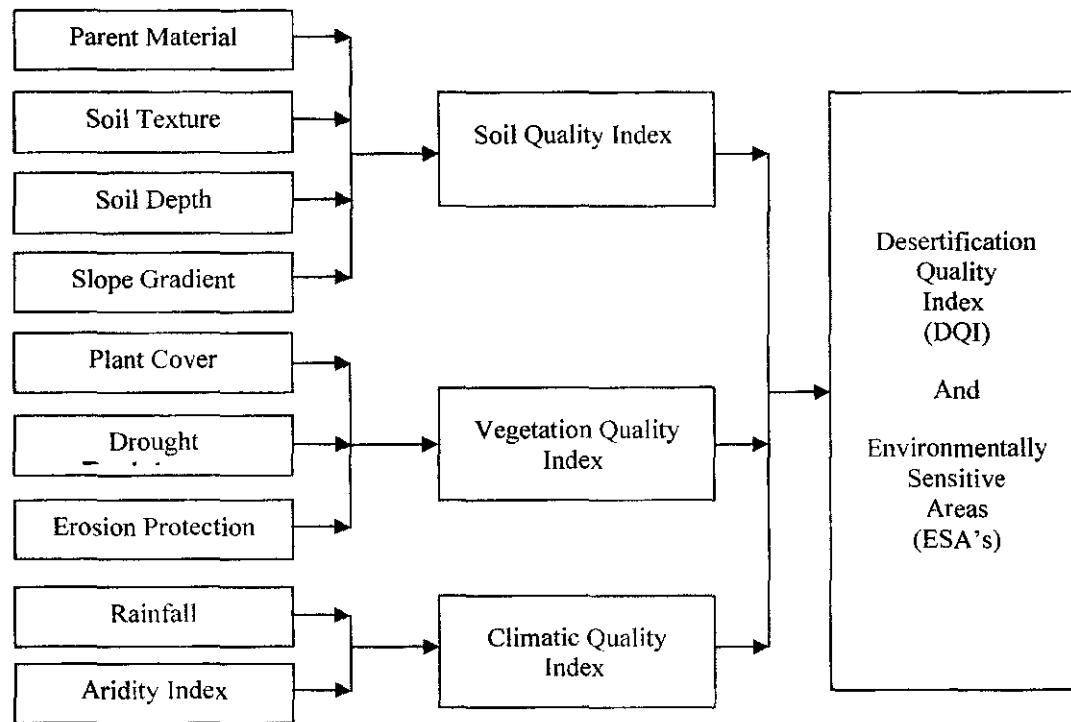 Parent Material
Soil Texture
Soil Depth
Slope Gradient
Plant Cover
Drought
Erosion Protection
Rainfall
Aridity Index
Soil Quality Index
Vegetation Quality
Index
Climatic Quality
Index
Desertification
Quality
Index
(DQI)
And
Environmentally
Sensitive
Areas
(ESA's)